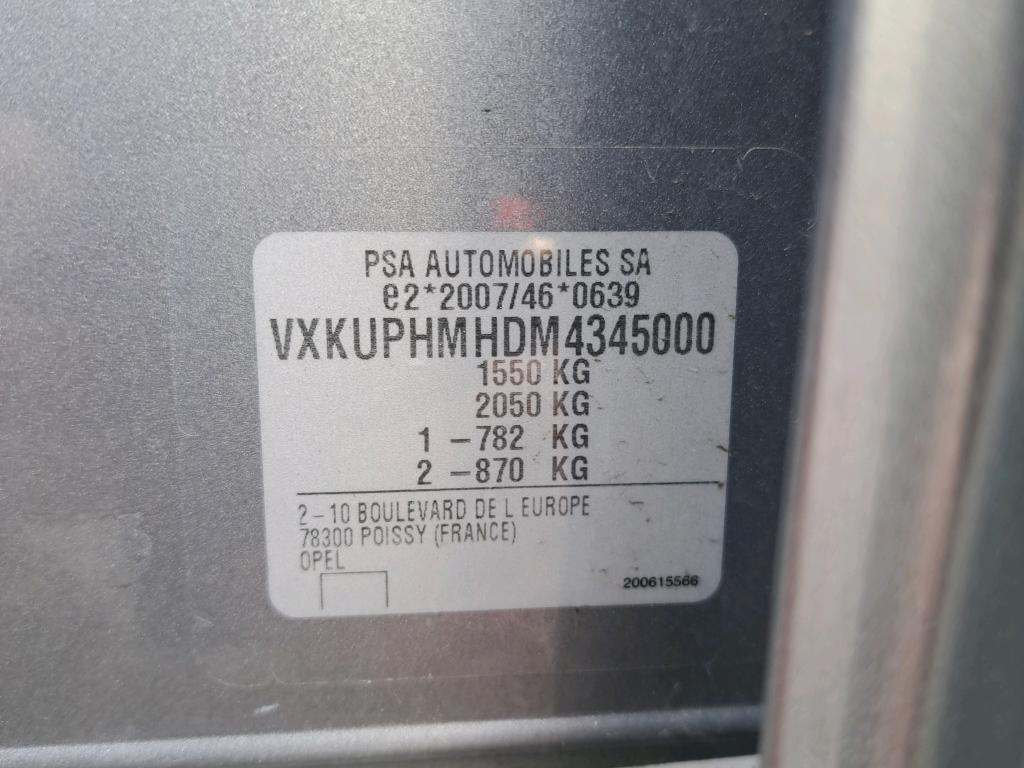 PSA AUTOMOBILES SA
e2*2007/46*0639
VXKUPHMHDM4345000
1550 KG
2050 KG
1 -782 KG
2 -870 KG
2-10 BOULEVARD DE L EUROPE
78300 POISSY (FRANCE)
OPEL
200615566